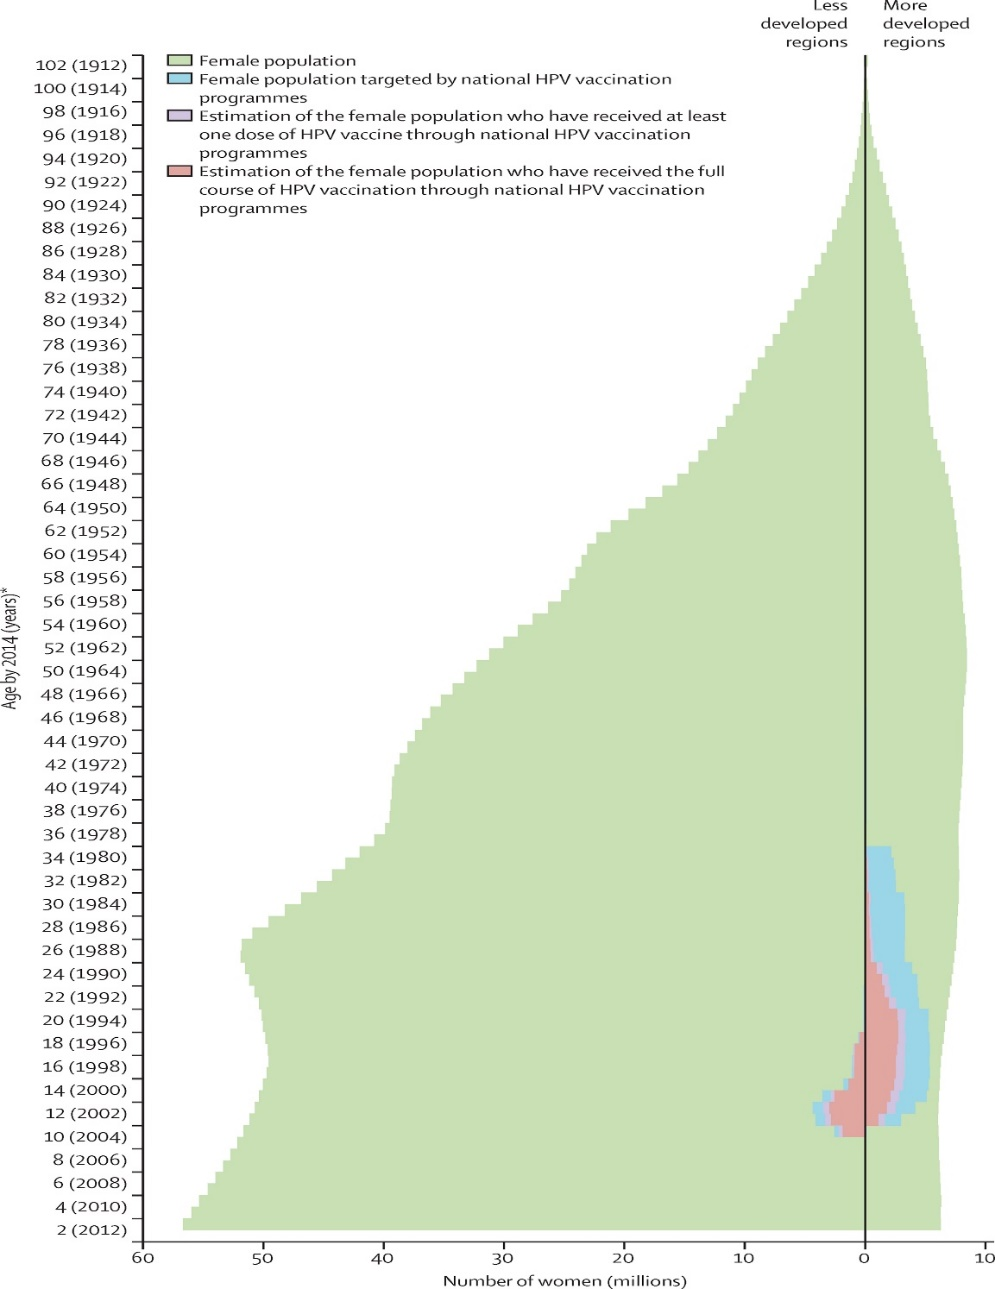 Less
developed
regions
More
developed
regions
Female population
Female population targeted by national HPV vaccination
programmes
Estimation of the female population who have received at least
one dose of HPV vaccine through national HPV vaccination
programmes
Estimation of the female population who have received the full
course of HPV vaccination through national HPV vaccination
programmes
102 (1912)
100 (1914)
98 (1916)
96 (1918)
94 (1920)
92 (1922)
90 (1924)
88 (1926)
86 (1928)
84 (1930)
82 (1932)
80 (1934)
78 (1936)
76 (1938)
74 (1940)
72 (1942)
70 (1944)
68 (1946)
66 (1948)
64 (1950)
62 (1952)
60 (1954)
58 (1956)
56 (1958)
54 (1960)
52 (1962)
50 (1964)
48 (1966)
46 (1968)
44 (1970)
42 (1972)
40 (1974)
38 (1976)
36 (1978)
34 (1980)
32 (1982)
30 (1984)
28 (1986)
26 (1988)
24 (1990)
22 (1992)
20 (1994)
18 (1996)
16 (1998)
14 (2000)
12 (2002)
10 (2004)
8 (2006)
6 (2008)
4 (2010)
2 (2012)
Age by 2014 (years)*
60 50 40 30 20 10 0 10
Number of women (millions)